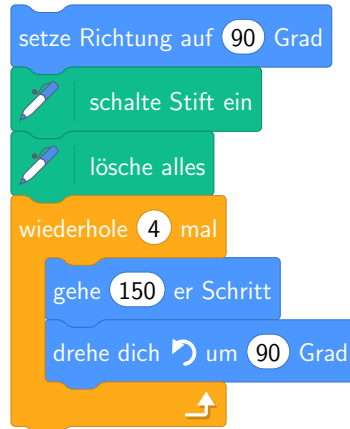 setze Richtung auf 90 Grad
schalte Stift ein
lösche alles
wiederhole 4 mal
gehe 150 er Schritt
drehe dich um 90 Grad